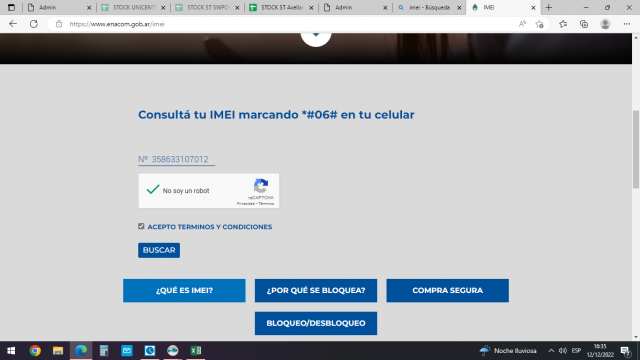 Admin
STOCK UNICENT
STOCK ST SWPO
STOCK ST Avella
Admin
imei - Búsqueda
IMEI
https://www.enacom.gob.ar/imei
Consultá tu IMEI marcando *#06# en tu celular
Nº 358633107012
No soy un robot
reCAPTCHA
Privacidad - Términos
ACEPTO TERMINOS Y CONDICIONES
BUSCAR
¿QUÉ ES IMEI?
¿POR QUÉ SE BLOQUEA?
COMPRA SEGURA
BLOQUEO/DESBLOQUEO
Noche lluviosa
ESP
16:35
12/12/2022